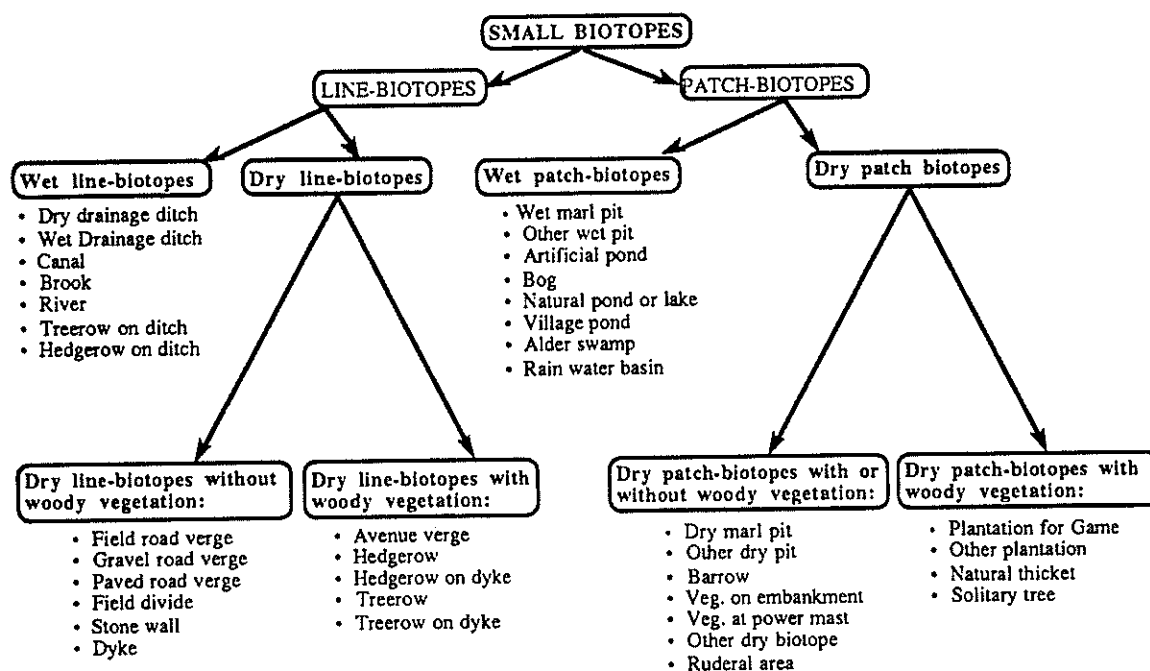 SMALL BIOTOPES
LINE-BIOTOPES
PATCH-BIOTOPES
Wet line-biotopes
• Dry drainage ditch
• Wet Drainage ditch
• Canal
• Brook
• River
• Treerow on ditch
• Hedgerow on ditch
Dry line-biotopes
Wet patch-biotopes
• Wet marl pit
• Other wet pit
• Artificial pond
• Bog
• Natural pond or lake
• Village pond
• Alder swamp
• Rain water basin
Dry patch biotopes
Dry line-biotopes without
woody vegetation:
• Field road verge
• Gravel road verge
• Paved road verge
• Field divide
• Stone wall
• Dyke
Dry line-biotopes with
woody vegetation:
• Avenue verge
• Hedgerow
• Hedgerow on dyke
• Treerow
• Treerow on dyke
Dry patch-biotopes with or
without woody vegetation:
• Dry marl pit
• Other dry pit
• Barrow
• Veg. on embankment
• Veg. at power mast
• Other dry biotope
• Ruderal area
Dry patch-biotopes with
woody vegetation:
• Plantation for Game
• Other plantation
• Natural thicket
• Solitary tree